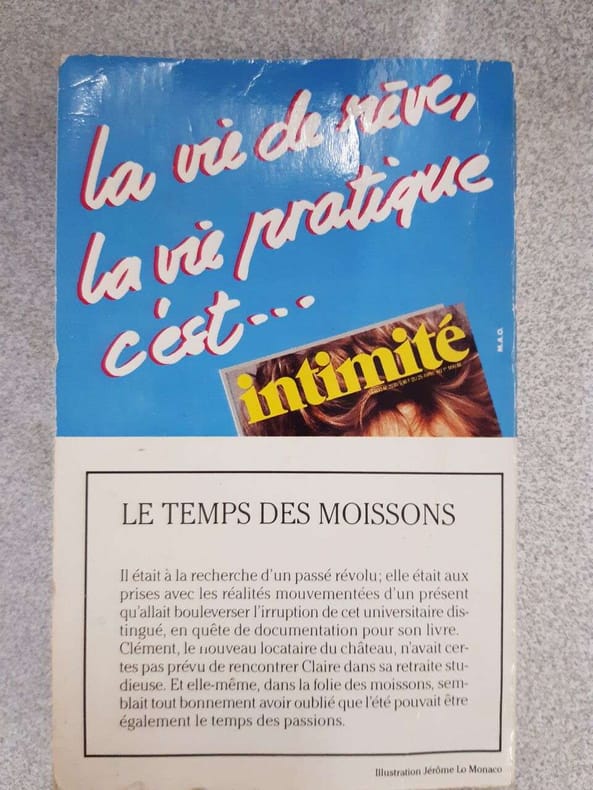 la vie de rêve,
la vie pratique
c'est...
intimité
M.A.O.
LE TEMPS DES MOISSONS
Il était à la recherche d'un passé révolu; elle était aux
prises avec les réalités mouvementées d'un présent
qu'allait bouleverser l'irruption de cet universitaire dis-
tingué, en quête de documentation pour son livre.
Clément, le nouveau locataire du château, n'avait cer-
tes pas prévu de rencontrer Claire dans sa retraite stu-
dieuse. Et elle-même, dans la folie des moissons, sem-
blait tout bonnement avoir oublié que l'été pouvait être
également le temps des passions.
Illustration Jérôme Lo Monaco